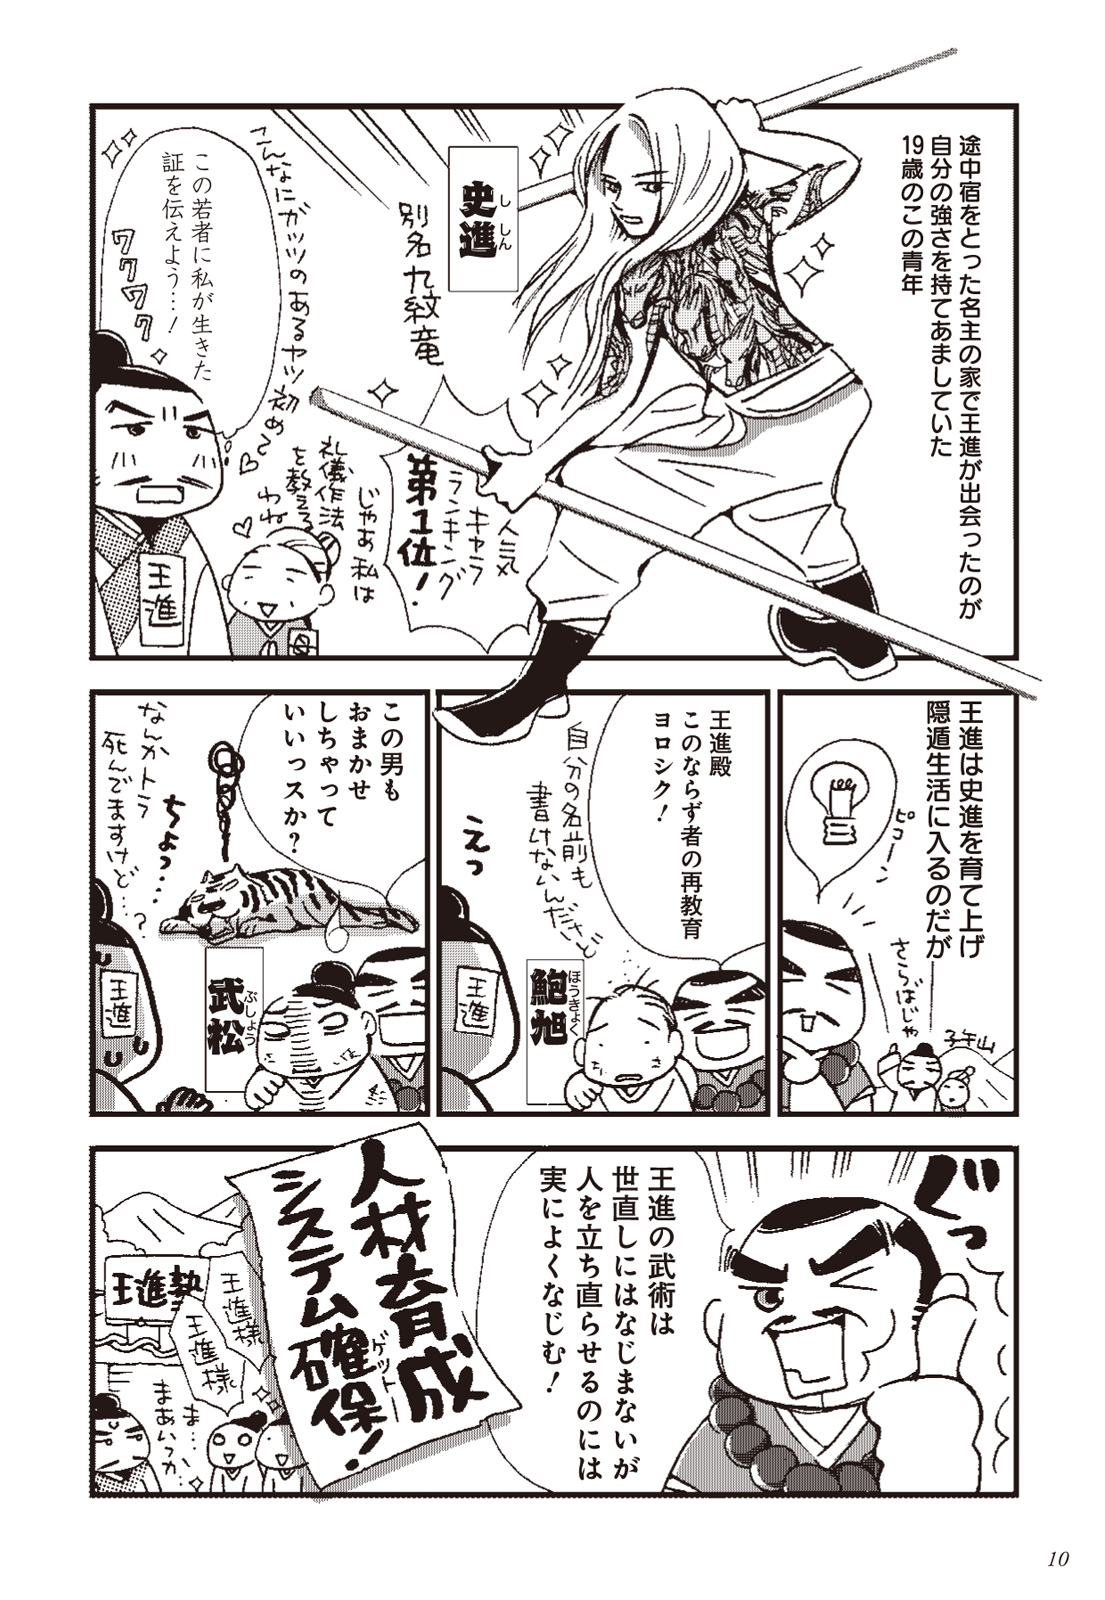 途中宿をとった名主の家で王進が出会ったのが
自分の強さを持てあましていた
19歳のこの青年
史進
ししん
別名九紋竜
人気
キャラ
ランキング
第1位!
じゃあ私は
礼儀作法
を教える
わね♡
こんなにガッツのあるヤツ初めて♡
この若者に私が生きた
証を伝えよう…!
ワクワクワク
王進
母
王進は史進を育て上げ
隠遁生活に入るのだが
ピコーン
さらばじゃ
子午山
王進殿
このならず者の再教育
ヨロシク!
自分の名前も
書けないんだけど
えっ
鮑旭
ほうきょく
王進
この男も
おまかせ
しちゃって
いいっスか?
ちょっ…
なんかトラ
死んでますけど…?
武松
ぶしょう
王進
ぐっ
王進の武術は
世直しにはなじまないが
人を立ち直らせるのには
実によくなじむ!
人材育成
システム確保!
ゲット
王進塾
王進様
王進様
ま…
まあいっか
10